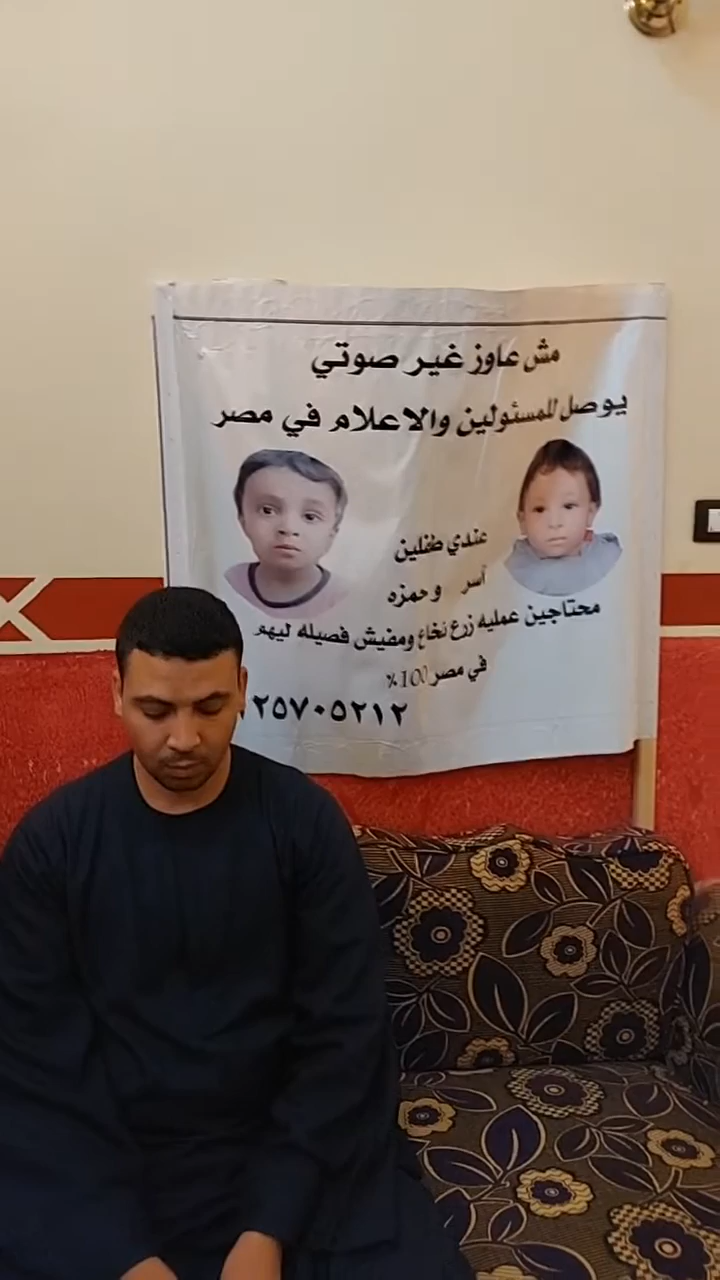 مش عاوز غير صوتي
يوصل للمسئولين والاعلام في مصر
عندي طفلين
آسر وحمزه
محتاجين عمليه زرع نخاع ومفيش فصيله ليهم
في مصر 100٪
٢٥٧٠٥٢١٢